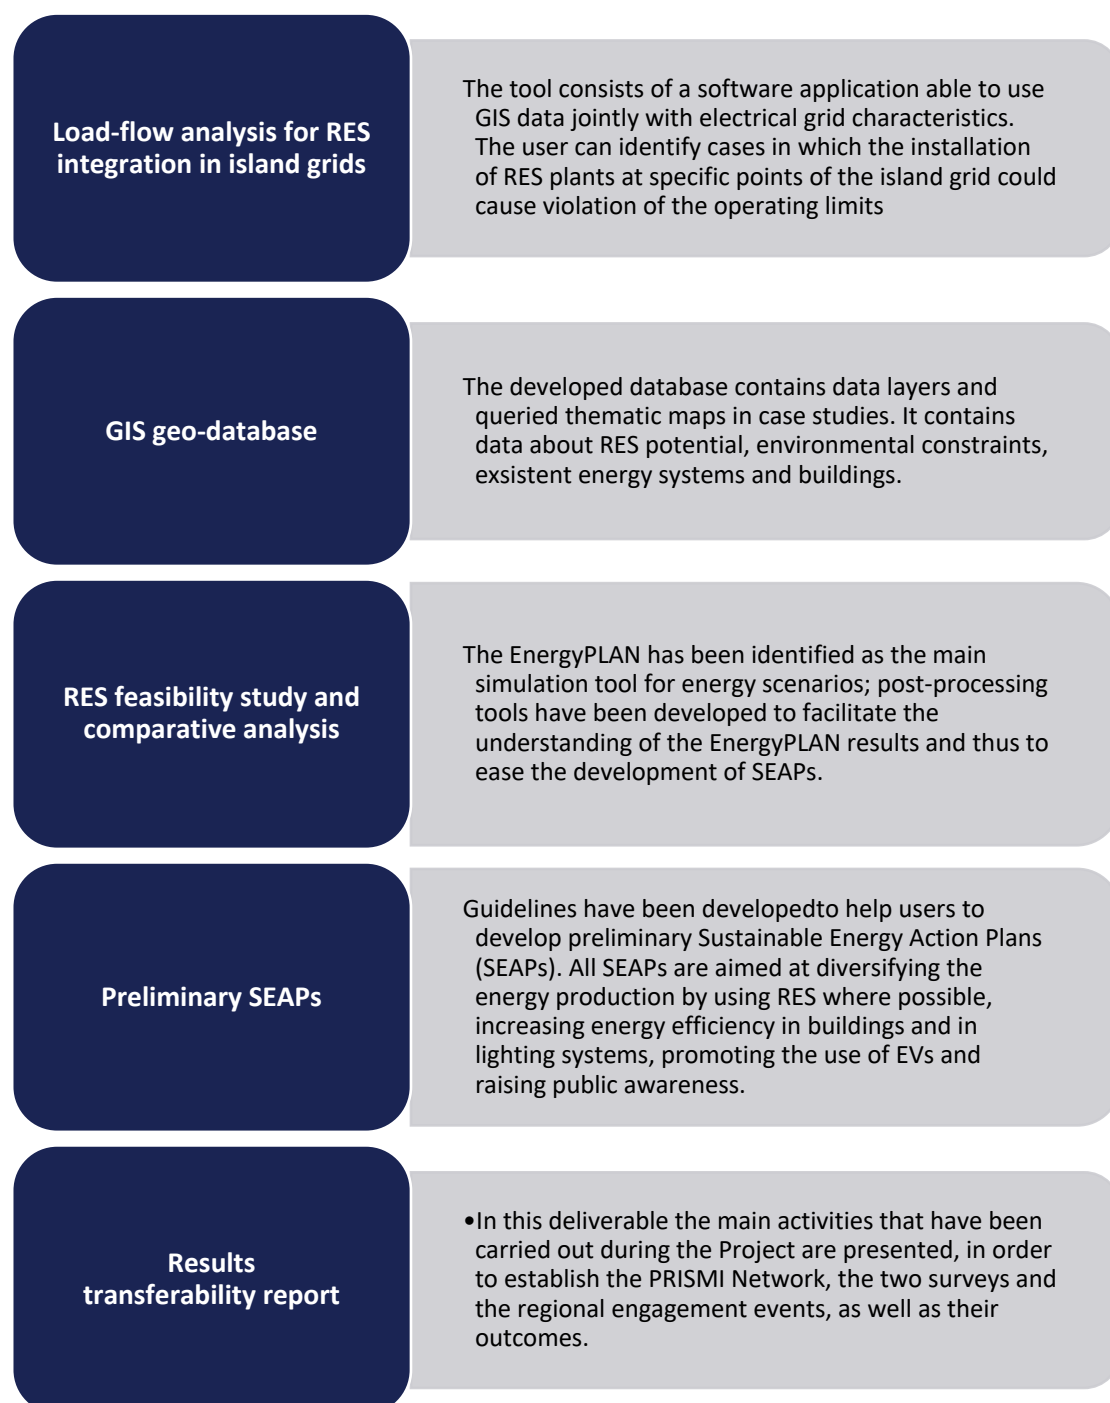 Load-flow analysis for RES
integration in island grids
The tool consists of a software application able to use
GIS data jointly with electrical grid characteristics.
The user can identify cases in which the installation
of RES plants at specific points of the island grid could
cause violation of the operating limits
GIS geo-database
The developed database contains data layers and
queried thematic maps in case studies. It contains
data about RES potential, environmental constraints,
exsistent energy systems and buildings.
RES feasibility study and
comparative analysis
The EnergyPLAN has been identified as the main
simulation tool for energy scenarios; post-processing
tools have been developed to facilitate the
understanding of the EnergyPLAN results and thus to
ease the development of SEAPs.
Preliminary SEAPs
Guidelines have been developedto help users to
develop preliminary Sustainable Energy Action Plans
(SEAPs). All SEAPs are aimed at diversifying the
energy production by using RES where possible,
increasing energy efficiency in buildings and in
lighting systems, promoting the use of EVs and
raising public awareness.
Results
transferability report
•In this deliverable the main activities that have been
carried out during the Project are presented, in order
to establish the PRISMI Network, the two surveys and
the regional engagement events, as well as their
outcomes.